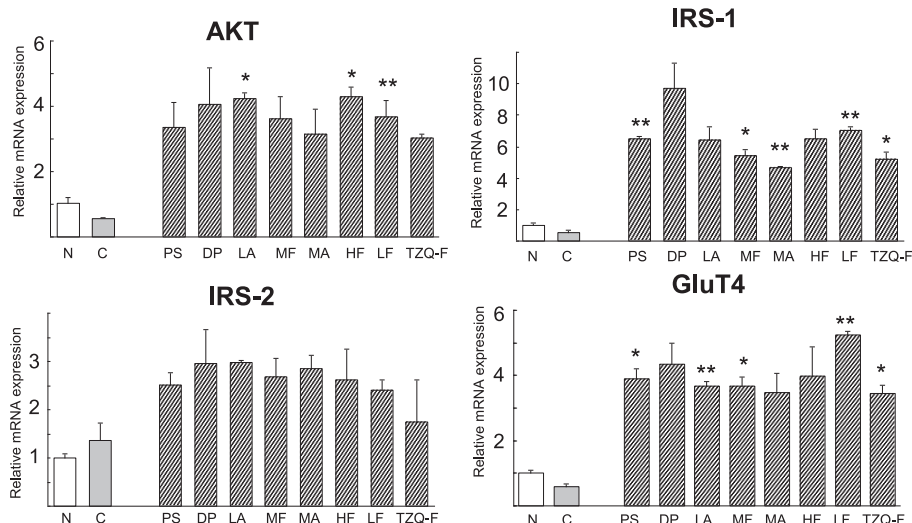 AKT
Relative mRNA expression
6
4
2
*
*
**
N C PS DP LA MF MA HF LF TZQ-F
IRS-1
Relative mRNA expression
10
8
6
4
2
**
*
**
**
*
N C PS DP LA MF MA HF LF TZQ-F
IRS-2
Relative mRNA expression
3
2
1
N C PS DP LA MF MA HF LF TZQ-F
GluT4
Relative mRNA expression
6
4
2
*
**
*
**
*
N C PS DP LA MF MA HF LF TZQ-F